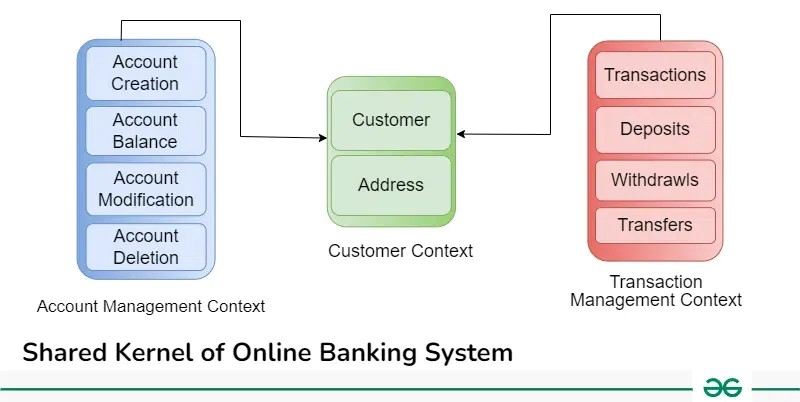 Account
Creation
Account
Balance
Account
Modification
Account
Deletion
Account Management Context
Customer
Address
Customer Context
Transactions
Deposits
Withdrawls
Transfers
Transaction
Management Context
Shared Kernel of Online Banking System